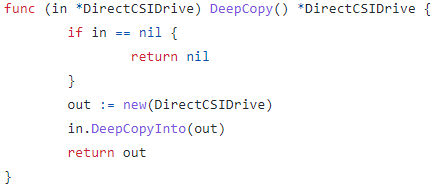 func (in *DirectCSIDrive) DeepCopy() *DirectCSIDrive {
        if in == nil {
                return nil
        }
        out := new(DirectCSIDrive)
        in.DeepCopyInto(out)
        return out
}